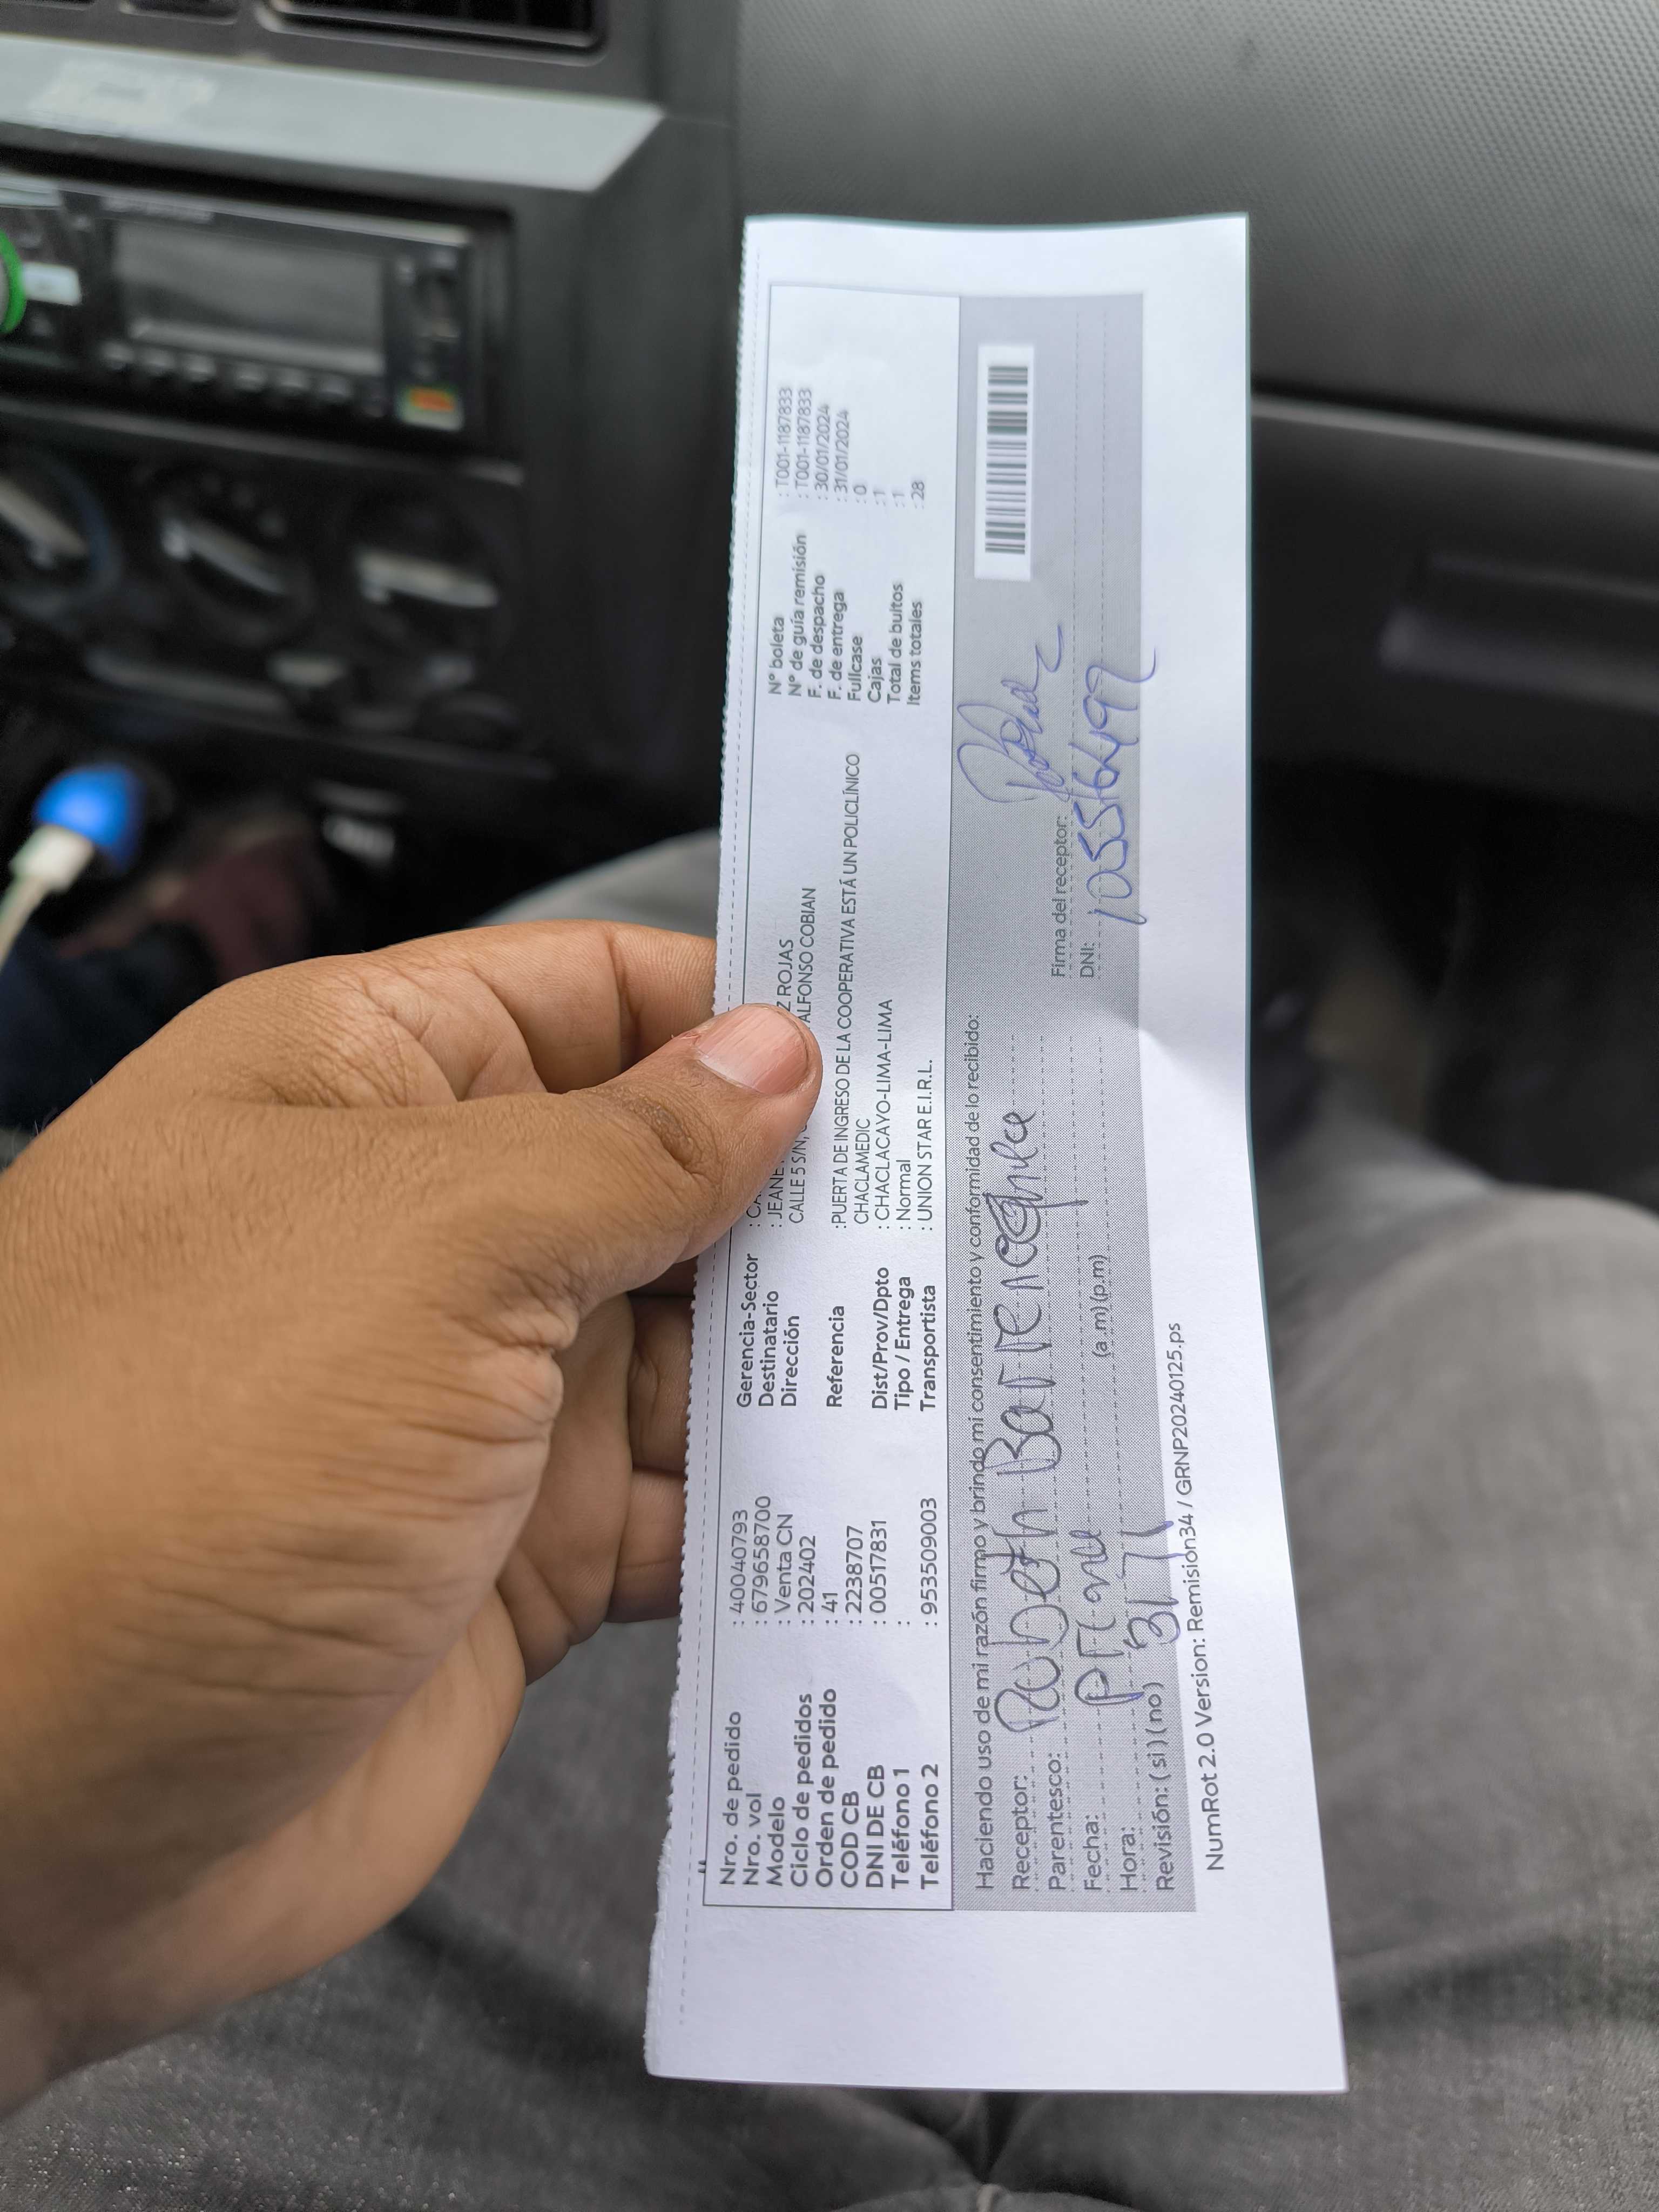 Nro. de pedido : 40040793
Nro. vol : 679658700
Modelo : Venta CN
Ciclo de pedidos : 202402
Orden de pedido : 41
COD CB : 2238707
DNI DE CB : 00517831
Teléfono 1 :
Teléfono 2 : 953509003
Gerencia-Sector : CA
Destinatario : JEANE Z ROJAS
Dirección CALLE 5 S/N, ALFONSO COBIAN
Referencia :PUERTA DE INGRESO DE LA COOPERATIVA ESTÁ UN POLICLÍNICO
CHACLAMEDIC
Dist/Prov/Dpto : CHACLACAYO-LIMA-LIMA
Tipo / Entrega : Normal
Transportista : UNION STAR E.I.R.L.
N° boleta : T001-1187833
N° de guía remisión : T001-1187833
F. de despacho : 30/01/2024
F. de entrega : 31/01/2024
Fullcase : 0
Cajas : 1
Total de bultos : 1
Items totales : 28
Haciendo uso de mi razón firmo y brindo mi consentimiento y conformidad de lo recibido:
Receptor:
Parentesco:
Fecha:
Hora: 31/1 (a.m) (p.m)
Revisión: ( si ) ( no )
Firma del receptor:
DNI: 10556497
NumRot 2.0 Version: Remision34 / GRNP20240125.ps